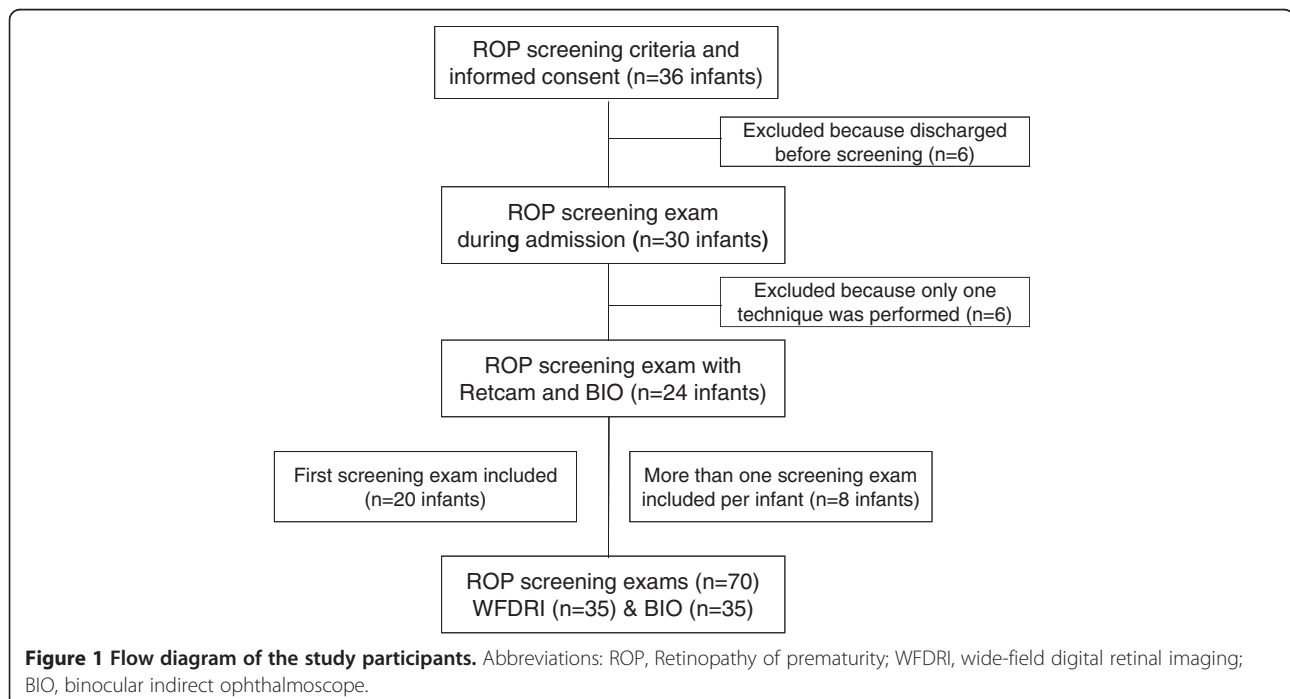 ROP screening criteria and
informed consent (n=36 infants)
Excluded because discharged
before screening (n=6)
ROP screening exam
during admission (n=30 infants)
Excluded because only one
technique was performed (n=6)
ROP screening exam with
Retcam and BIO (n=24 infants)
First screening exam included
(n=20 infants)
More than one screening exam
included per infant (n=8 infants)
ROP screening exams (n=70)
WFDRI (n=35) & BIO (n=35)
Figure 1 Flow diagram of the study participants. Abbreviations: ROP, Retinopathy of prematurity; WFDRI, wide-field digital retinal imaging;
BIO, binocular indirect ophthalmoscope.